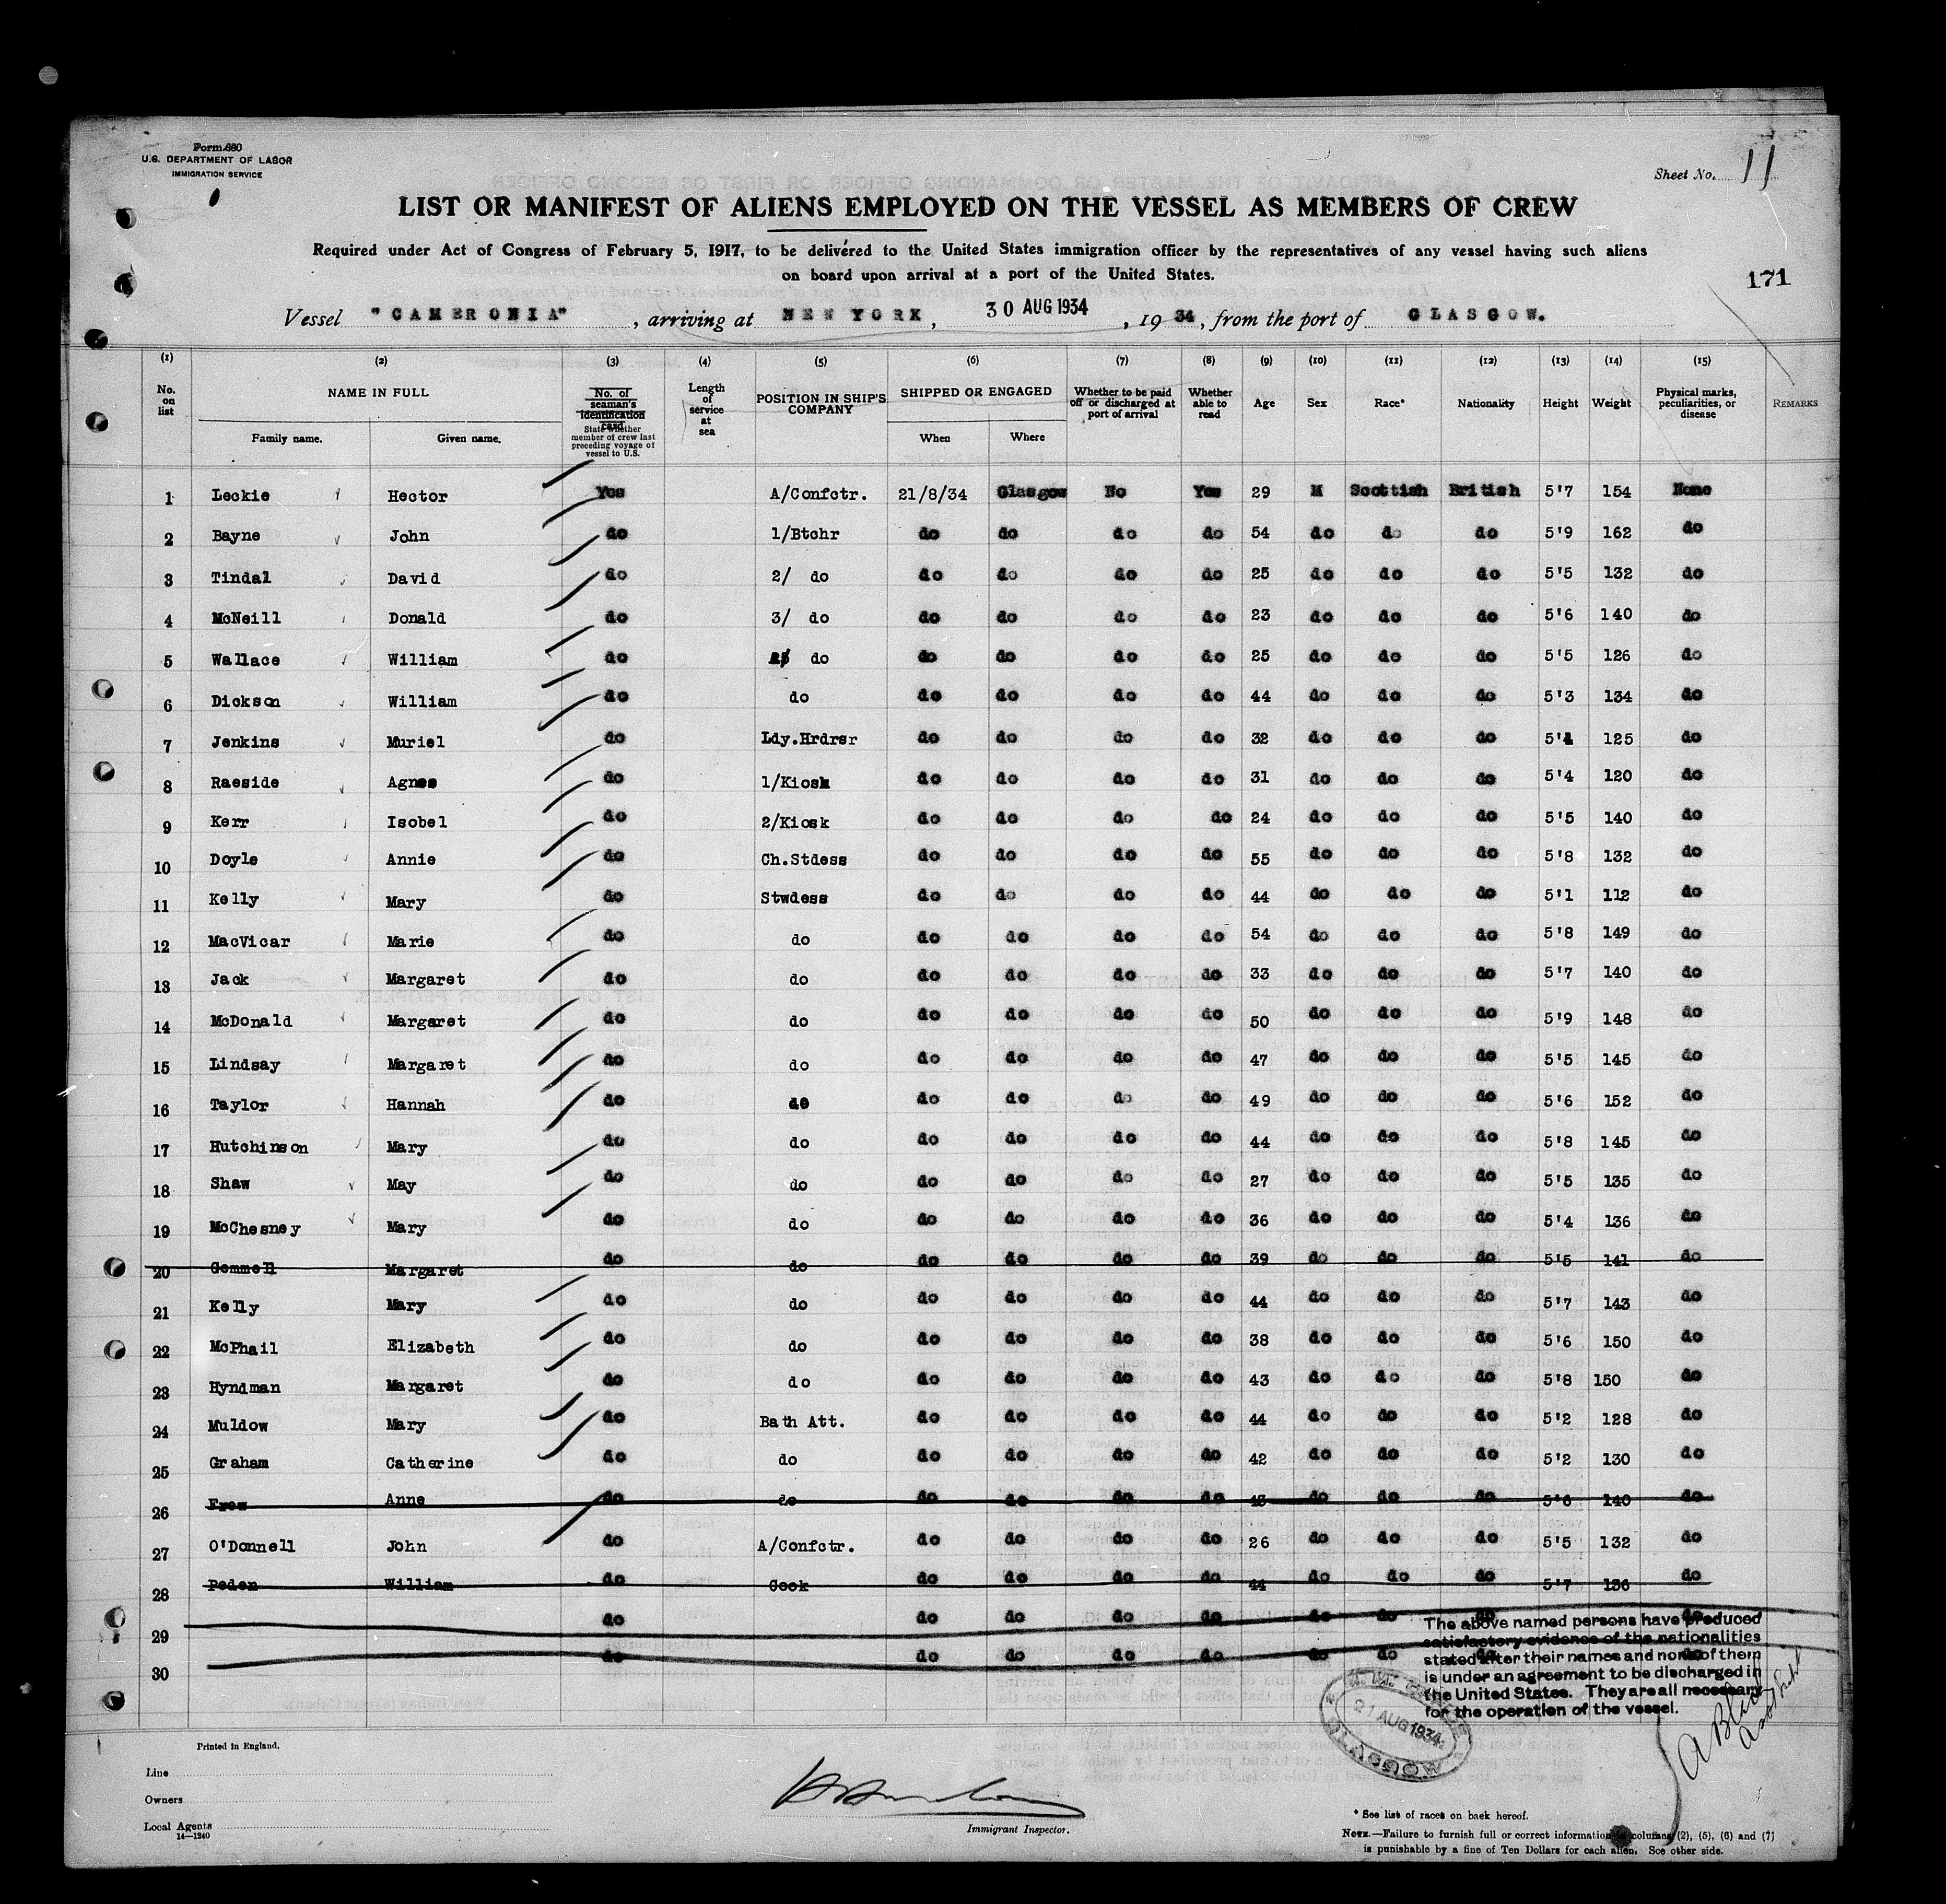 Form 680
U.S. DEPARTMENT OF LABOR
IMMIGRATION SERVICE
Sheet No. 11
LIST OR MANIFEST OF ALIENS EMPLOYED ON THE VESSEL AS MEMBERS OF CREW
Required under Act of Congress of February 5, 1917, to be delivered to the United States immigration officer by the representatives of any vessel having such aliens
on board upon arrival at a port of the United States.
171
Vessel "CAMERONIA", arriving at NEW YORK, 30 AUG 1934, 1934, from the port of GLASGOW.
(1) (2) (3) (4) (5) (6) (7) (8) (9) (10) (11) (12) (13) (14) (15)
No. on list NAME IN FULL Family name. Given name. No. of seaman's identification card State whether member of crew last preceding voyage of vessel to U.S. Length of service at sea POSITION IN SHIP'S COMPANY SHIPPED OR ENGAGED When Where Whether to be paid off or discharged at port of arrival Whether able to read Age Sex Race* Nationality Height Weight Physical marks, peculiarities, or disease REMARKS
1 Leckie Hector Yes A/Confctr. 21/8/34 Glasgow No Yes 29 M Scottish British 5'7 154 None
2 Bayne John do 1/Btchr do do do do 54 do do do 5'9 162 do
3 Tindal David do 2/ do do do do do 25 do do do 5'5 132 do
4 McNeill Donald do 3/ do do do do do 23 do do do 5'6 140 do
5 Wallace William do do do do do do 25 do do do 5'5 126 do
6 Dickson William do do do do do do 44 do do do 5'3 134 do
7 Jenkins Muriel do Ldy.Hrdrsr do do do do 32 do do do 125 do
8 Raeside Agnes do 1/Kiosk do do do do 31 do do do 5'4 120 do
9 Kerr Isobel do 2/Kiosk do do do do 24 do do do 5'5 140 do
10 Doyle Annie do Ch.Stdess do do do do 55 do do do 5'8 132 do
11 Kelly Mary do Stwdess do do do do 44 do do do 5'1 112 do
12 MacVicar Marie do do do do do do 54 do do do 5'8 149 do
13 Jack Margaret do do do do do do 33 do do do 5'7 140 do
14 McDonald Margaret do do do do do do 50 do do do 5'9 148 do
15 Lindsay Margaret do do do do do do 47 do do do 5'5 145 do
16 Taylor Hannah do do do do do do 49 do do do 5'6 152 do
17 Hutchinson Mary do do do do do do 44 do do do 5'8 145 do
18 Shaw May do do do do do do 27 do do do 5'5 135 do
19 McChesney Mary do do do do do do 36 do do do 5'4 136 do
20 Gemmell Margaret do do do do do do 39 do do do 5'5 141 do
21 Kelly Mary do do do do do do 44 do do do 5'7 143 do
22 McPhail Elizabeth do do do do do do 38 do do do 5'6 150 do
23 Hyndman Margaret do do do do do do 43 do do do 5'8 150 do
24 Muldow Mary do Bath Att. do do do do 44 do do do 5'2 128 do
25 Graham Catherine do do do do do do 42 do do do 5'2 130 do
26 Frew Anne do do do do do do 43 do do do 5'6 140 do
27 O'Donnell John do A/Confctr. do do do do 26 do do do 5'5 132 do
28 Peden William do Cook do do do do 44 do do do 5'7 136 do
29 do do do do do do do do do
30 do do do do do do do do do
The above named persons have produced
satisfactory evidence of the nationalities
stated after their names and none of them
is under an agreement to be discharged in
the United States. They are all necessary
for the operation of the vessel.
21 AUG 1934
Printed in England.
Line
Owners
Local Agents
14—1240
Immigrant Inspector.
* See list of races on back hereof.
NOTE.—Failure to furnish full or correct information in columns (2), (5), (6) and (7)
is punishable by a fine of Ten Dollars for each alien. See other side.